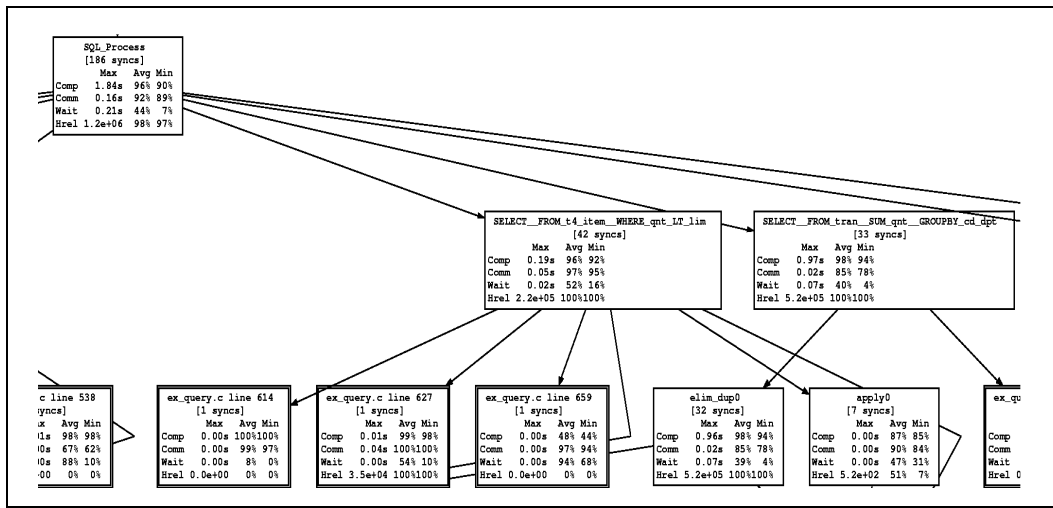 SQL_Process
[186 syncs]
Max Avg Min
Comp 1.84s 96% 90%
Comm 0.16s 92% 89%
Wait 0.21s 44% 7%
Hrel 1.2e+06 98% 97%
SELECT__FROM_t4_item__WHERE_qnt_LT_lim
[42 syncs]
Max Avg Min
Comp 0.19s 96% 92%
Comm 0.05s 97% 95%
Wait 0.02s 52% 16%
Hrel 2.2e+05 100%100%
SELECT__FROM_tran__SUM_qnt__GROUPBY_cd_dpt
[33 syncs]
Max Avg Min
Comp 0.97s 98% 94%
Comm 0.02s 85% 78%
Wait 0.07s 40% 4%
Hrel 5.2e+05 100%100%
c line 538
syncs]
Max Avg Min
01s 98% 98%
00s 67% 62%
00s 88% 10%
+00 0% 0%
ex_query.c line 614
[1 syncs]
Max Avg Min
Comp 0.00s 100%100%
Comm 0.00s 99% 97%
Wait 0.00s 8% 0%
Hrel 0.0e+00 0% 0%
ex_query.c line 627
[1 syncs]
Max Avg Min
Comp 0.01s 99% 98%
Comm 0.04s 100%100%
Wait 0.00s 54% 10%
Hrel 3.5e+04 100%100%
ex_query.c line 659
[1 syncs]
Max Avg Min
Comp 0.00s 48% 44%
Comm 0.00s 97% 94%
Wait 0.00s 94% 68%
Hrel 0.0e+00 0% 0%
elim_dup0
[32 syncs]
Max Avg Min
Comp 0.96s 98% 94%
Comm 0.02s 85% 78%
Wait 0.07s 39% 4%
Hrel 5.2e+05 100%100%
apply0
[7 syncs]
Max Avg Min
Comp 0.00s 87% 85%
Comm 0.00s 90% 84%
Wait 0.00s 47% 31%
Hrel 5.2e+02 51% 7%
ex_qu
Comp
Comm
Wait
Hrel 0